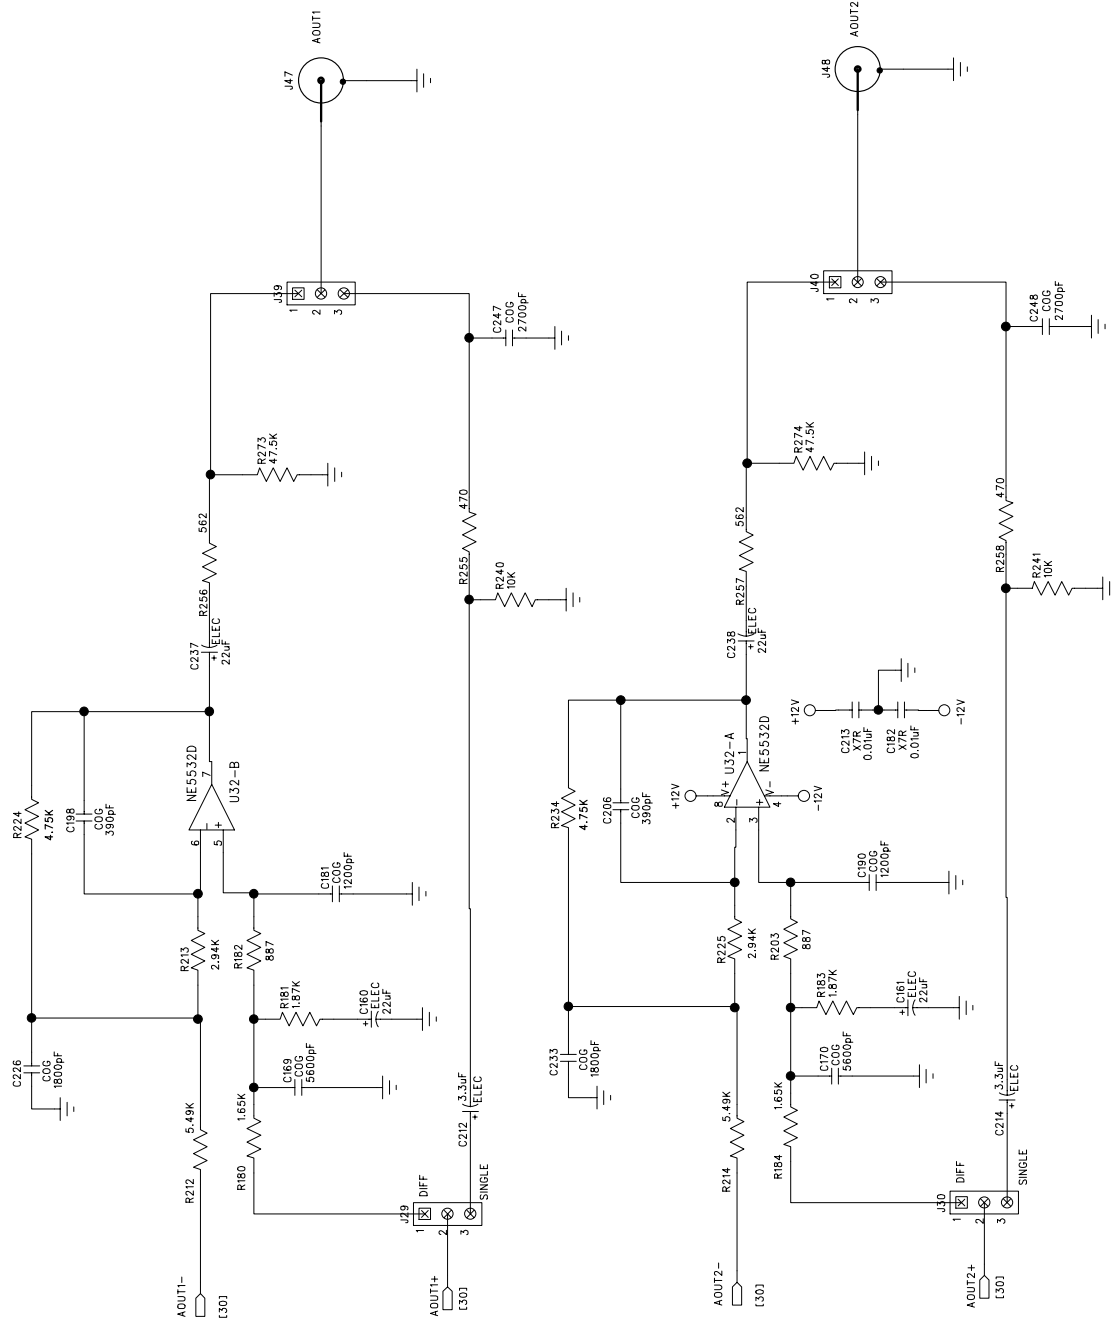 AOUT1
J47
J39
1
2
3
C247
COG
2700pF
R273
47.5K
562
R256
470
R255
R240
10K
C237
ELEC
22uF
+
R224
4.75K
C198
COG
390pF
NE5532D
U32-B
7
6
5
C181
COG
1200pF
R213
2.94K
R182
887
R181
1.87K
C160
ELEC
22uF
+
C169
COG
5600pF
C226
COG
1800pF
R212
5.49K
R180
1.65K
C212
3.3uF
ELEC
+
J29
DIFF
SINGLE
1
2
3
AOUT1-
[30]
AOUT1+
[30]
AOUT2
J48
J40
1
2
3
C248
COG
2700pF
R274
47.5K
562
R257
470
R258
R241
10K
C238
ELEC
22uF
+
R234
4.75K
C206
COG
390pF
U32-A
NE5532D
+12V
-12V
V+
V-
8
4
1
2
3
+12V
-12V
C213
X7R
0.01uF
C182
X7R
0.01uF
C190
COG
1200pF
R225
2.94K
R203
887
R183
1.87K
C161
ELEC
22uF
+
C170
COG
5600pF
C233
COG
1800pF
R214
5.49K
R184
1.65K
C214
3.3uF
ELEC
+
J30
DIFF
SINGLE
1
2
3
AOUT2-
[30]
AOUT2+
[30]